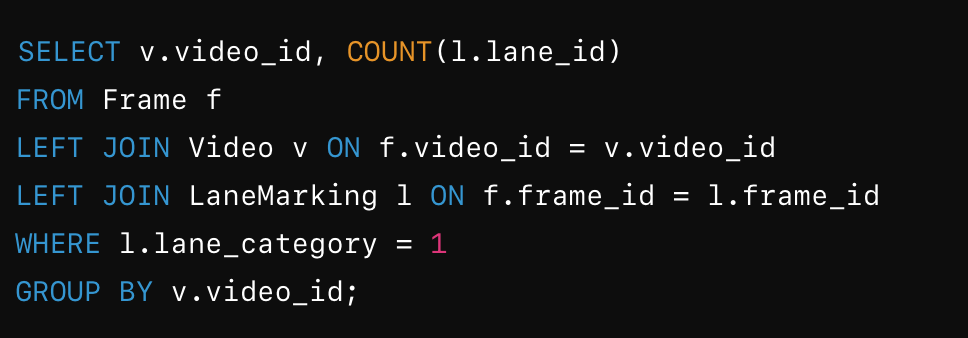 SELECT v.video_id, COUNT(l.lane_id)
FROM Frame f
LEFT JOIN Video v ON f.video_id = v.video_id
LEFT JOIN LaneMarking l ON f.frame_id = l.frame_id
WHERE l.lane_category = 1
GROUP BY v.video_id;